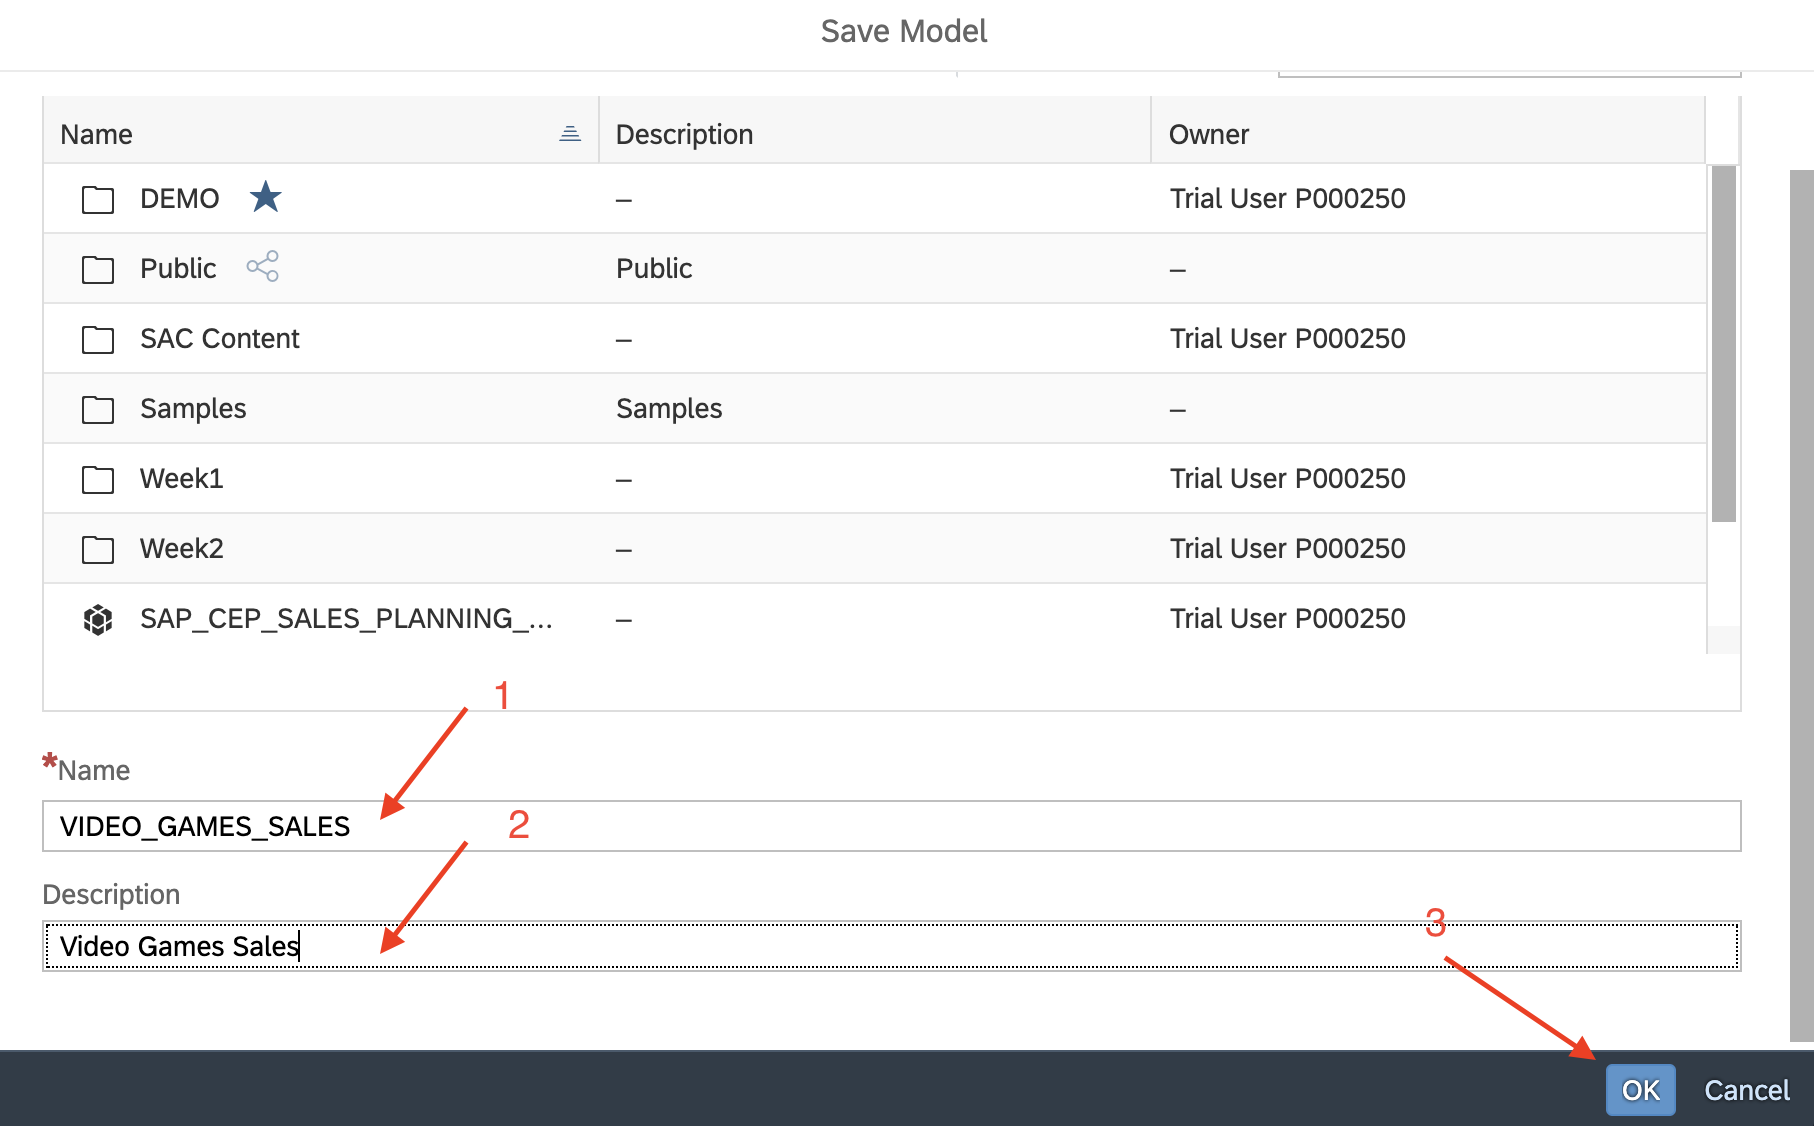 Save Model
Name Description Owner
DEMO – Trial User P000250
Public Public –
SAC Content – Trial User P000250
Samples Samples –
Week1 – Trial User P000250
Week2 – Trial User P000250
SAP_CEP_SALES_PLANNING_... – Trial User P000250
1
*Name
VIDEO_GAMES_SALES
2
Description
Video Games Sales
3
OK Cancel